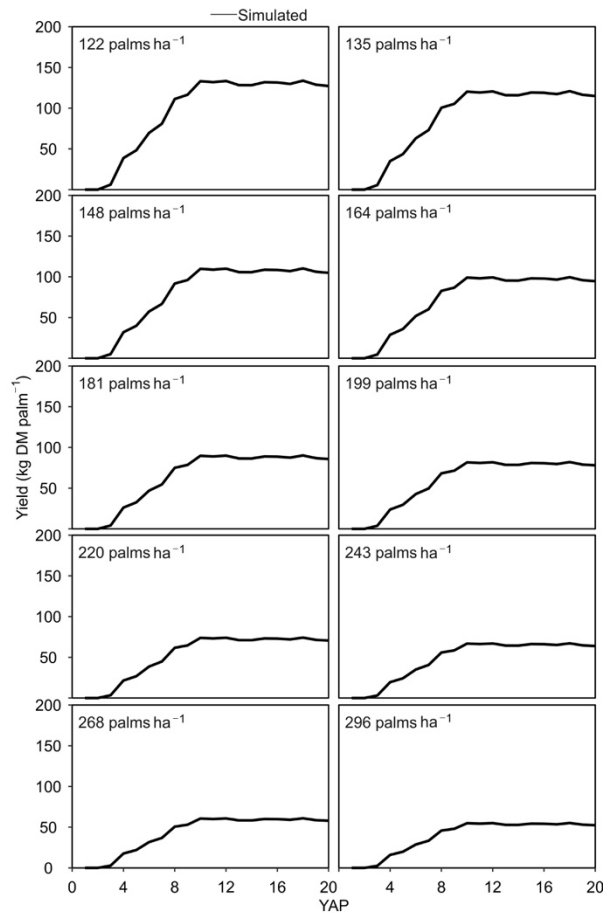 Simulated
200
150
100
50
122 palms ha⁻¹
135 palms ha⁻¹
200
150
100
50
148 palms ha⁻¹
164 palms ha⁻¹
Yield (kg DM palm⁻¹)
200
150
100
50
181 palms ha⁻¹
199 palms ha⁻¹
200
150
100
50
220 palms ha⁻¹
243 palms ha⁻¹
200
150
100
50
0
268 palms ha⁻¹
296 palms ha⁻¹
0 4 8 12 16 20 4 8 12 16 20
YAP